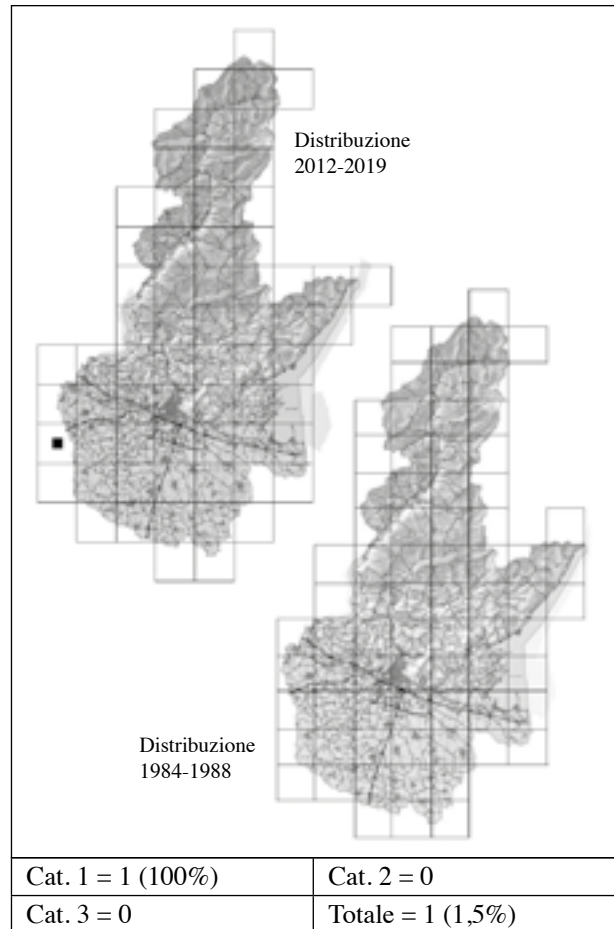 Distribuzione
2012-2019
Distribuzione
1984-1988
Cat. 1 = 1 (100%)
Cat. 2 = 0
Cat. 3 = 0
Totale = 1 (1,5%)